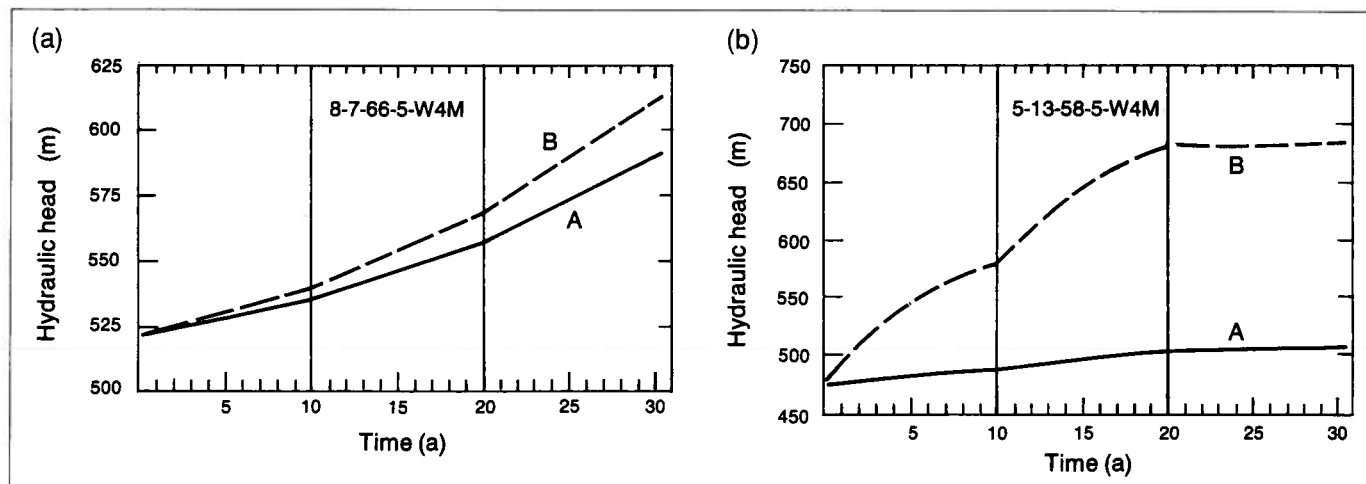 (a)
625
600
575
550
525
500
Hydraulic head (m)
8-7-66-5-W4M
B
A
5 10 15 20 25 30
Time (a)
(b)
750
700
650
600
550
500
450
Hydraulic head (m)
5-13-58-5-W4M
B
A
5 10 15 20 25 30
Time (a)